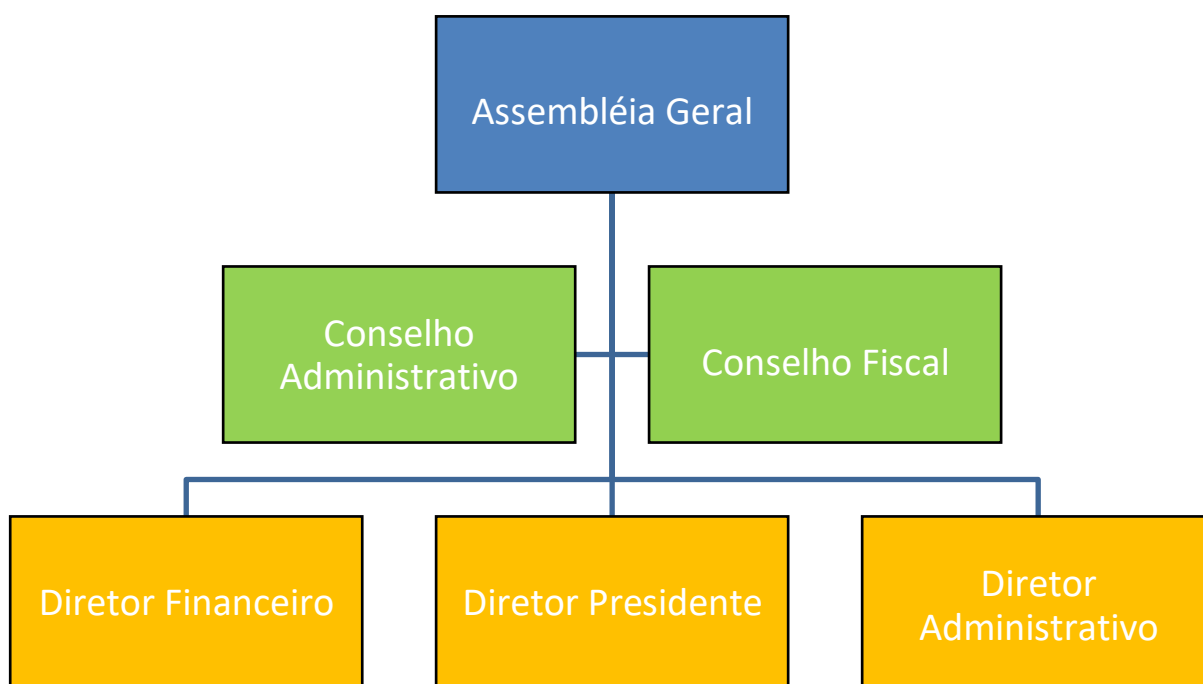 Assembléia Geral
Conselho
Administrativo
Conselho Fiscal
Diretor Financeiro
Diretor Presidente
Diretor
Administrativo